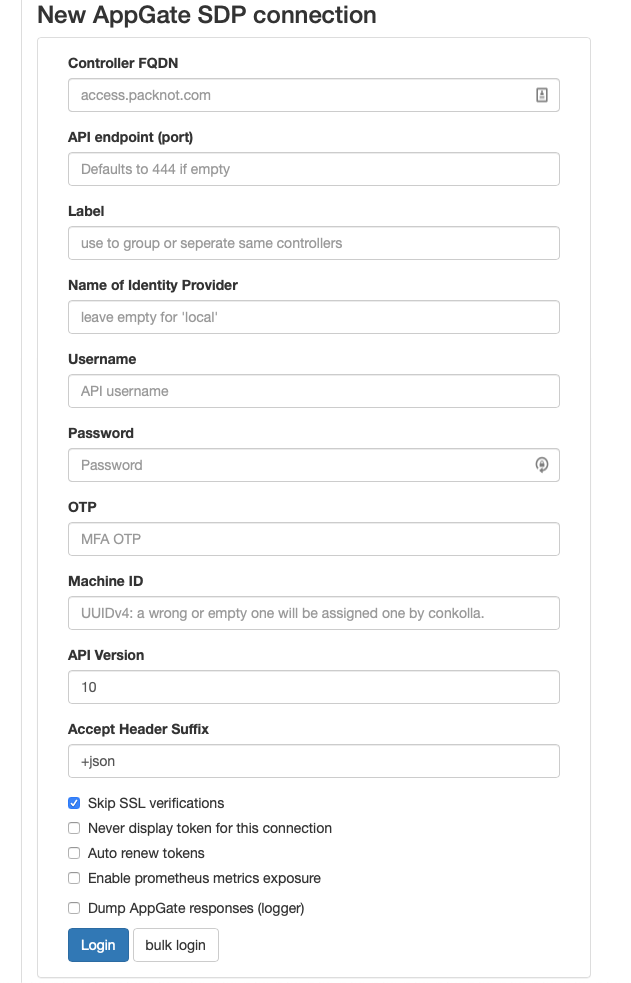 New AppGate SDP connection
Controller FQDN
access.packnot.com
API endpoint (port)
Defaults to 444 if empty
Label
use to group or seperate same controllers
Name of Identity Provider
leave empty for 'local'
Username
API username
Password
Password
OTP
MFA OTP
Machine ID
UUIDv4: a wrong or empty one will be assigned one by conkolla.
API Version
10
Accept Header Suffix
+json
Skip SSL verifications
Never display token for this connection
Auto renew tokens
Enable prometheus metrics exposure
Dump AppGate responses (logger)
Login bulk login